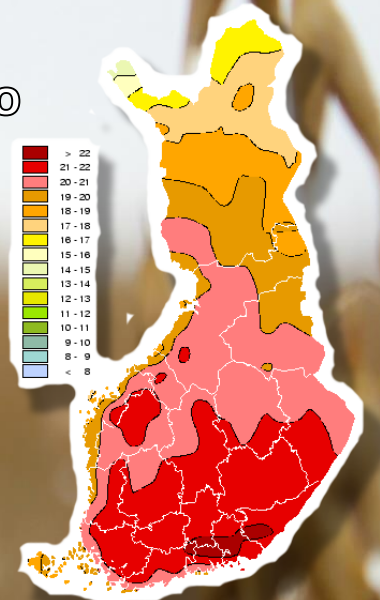 o
> 22
21 - 22
20 - 21
19 - 20
18 - 19
17 - 18
16 - 17
15 - 16
14 - 15
13 - 14
12 - 13
11 - 12
10 - 11
9 - 10
8 - 9
< 8